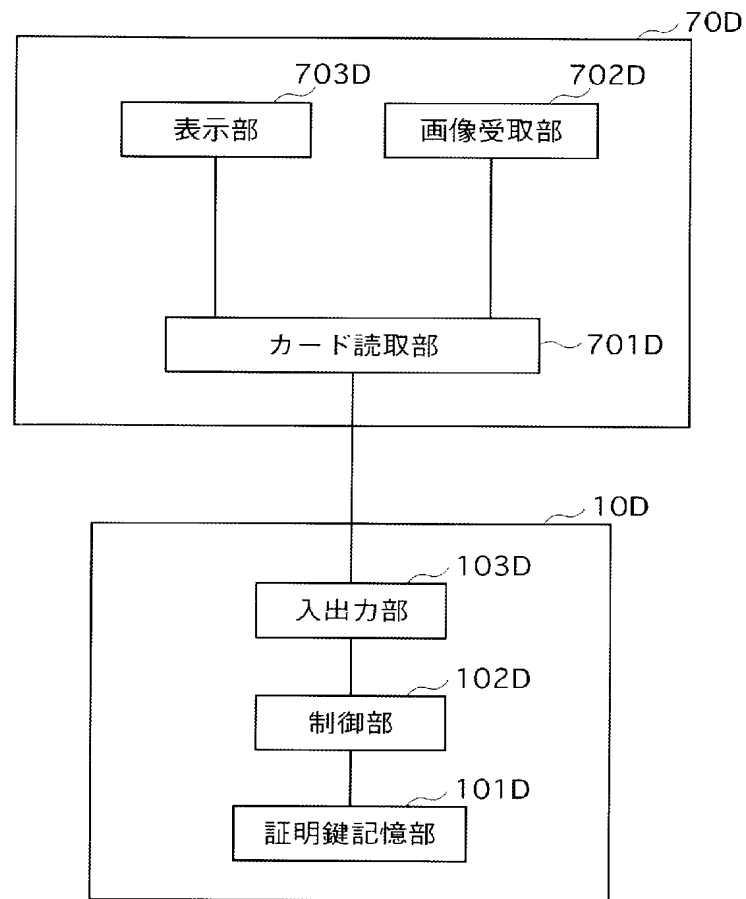 70D
703D
702D
表示部
画像受取部
カード読取部
701D
10D
103D
入出力部
102D
制御部
101D
証明鍵記憶部